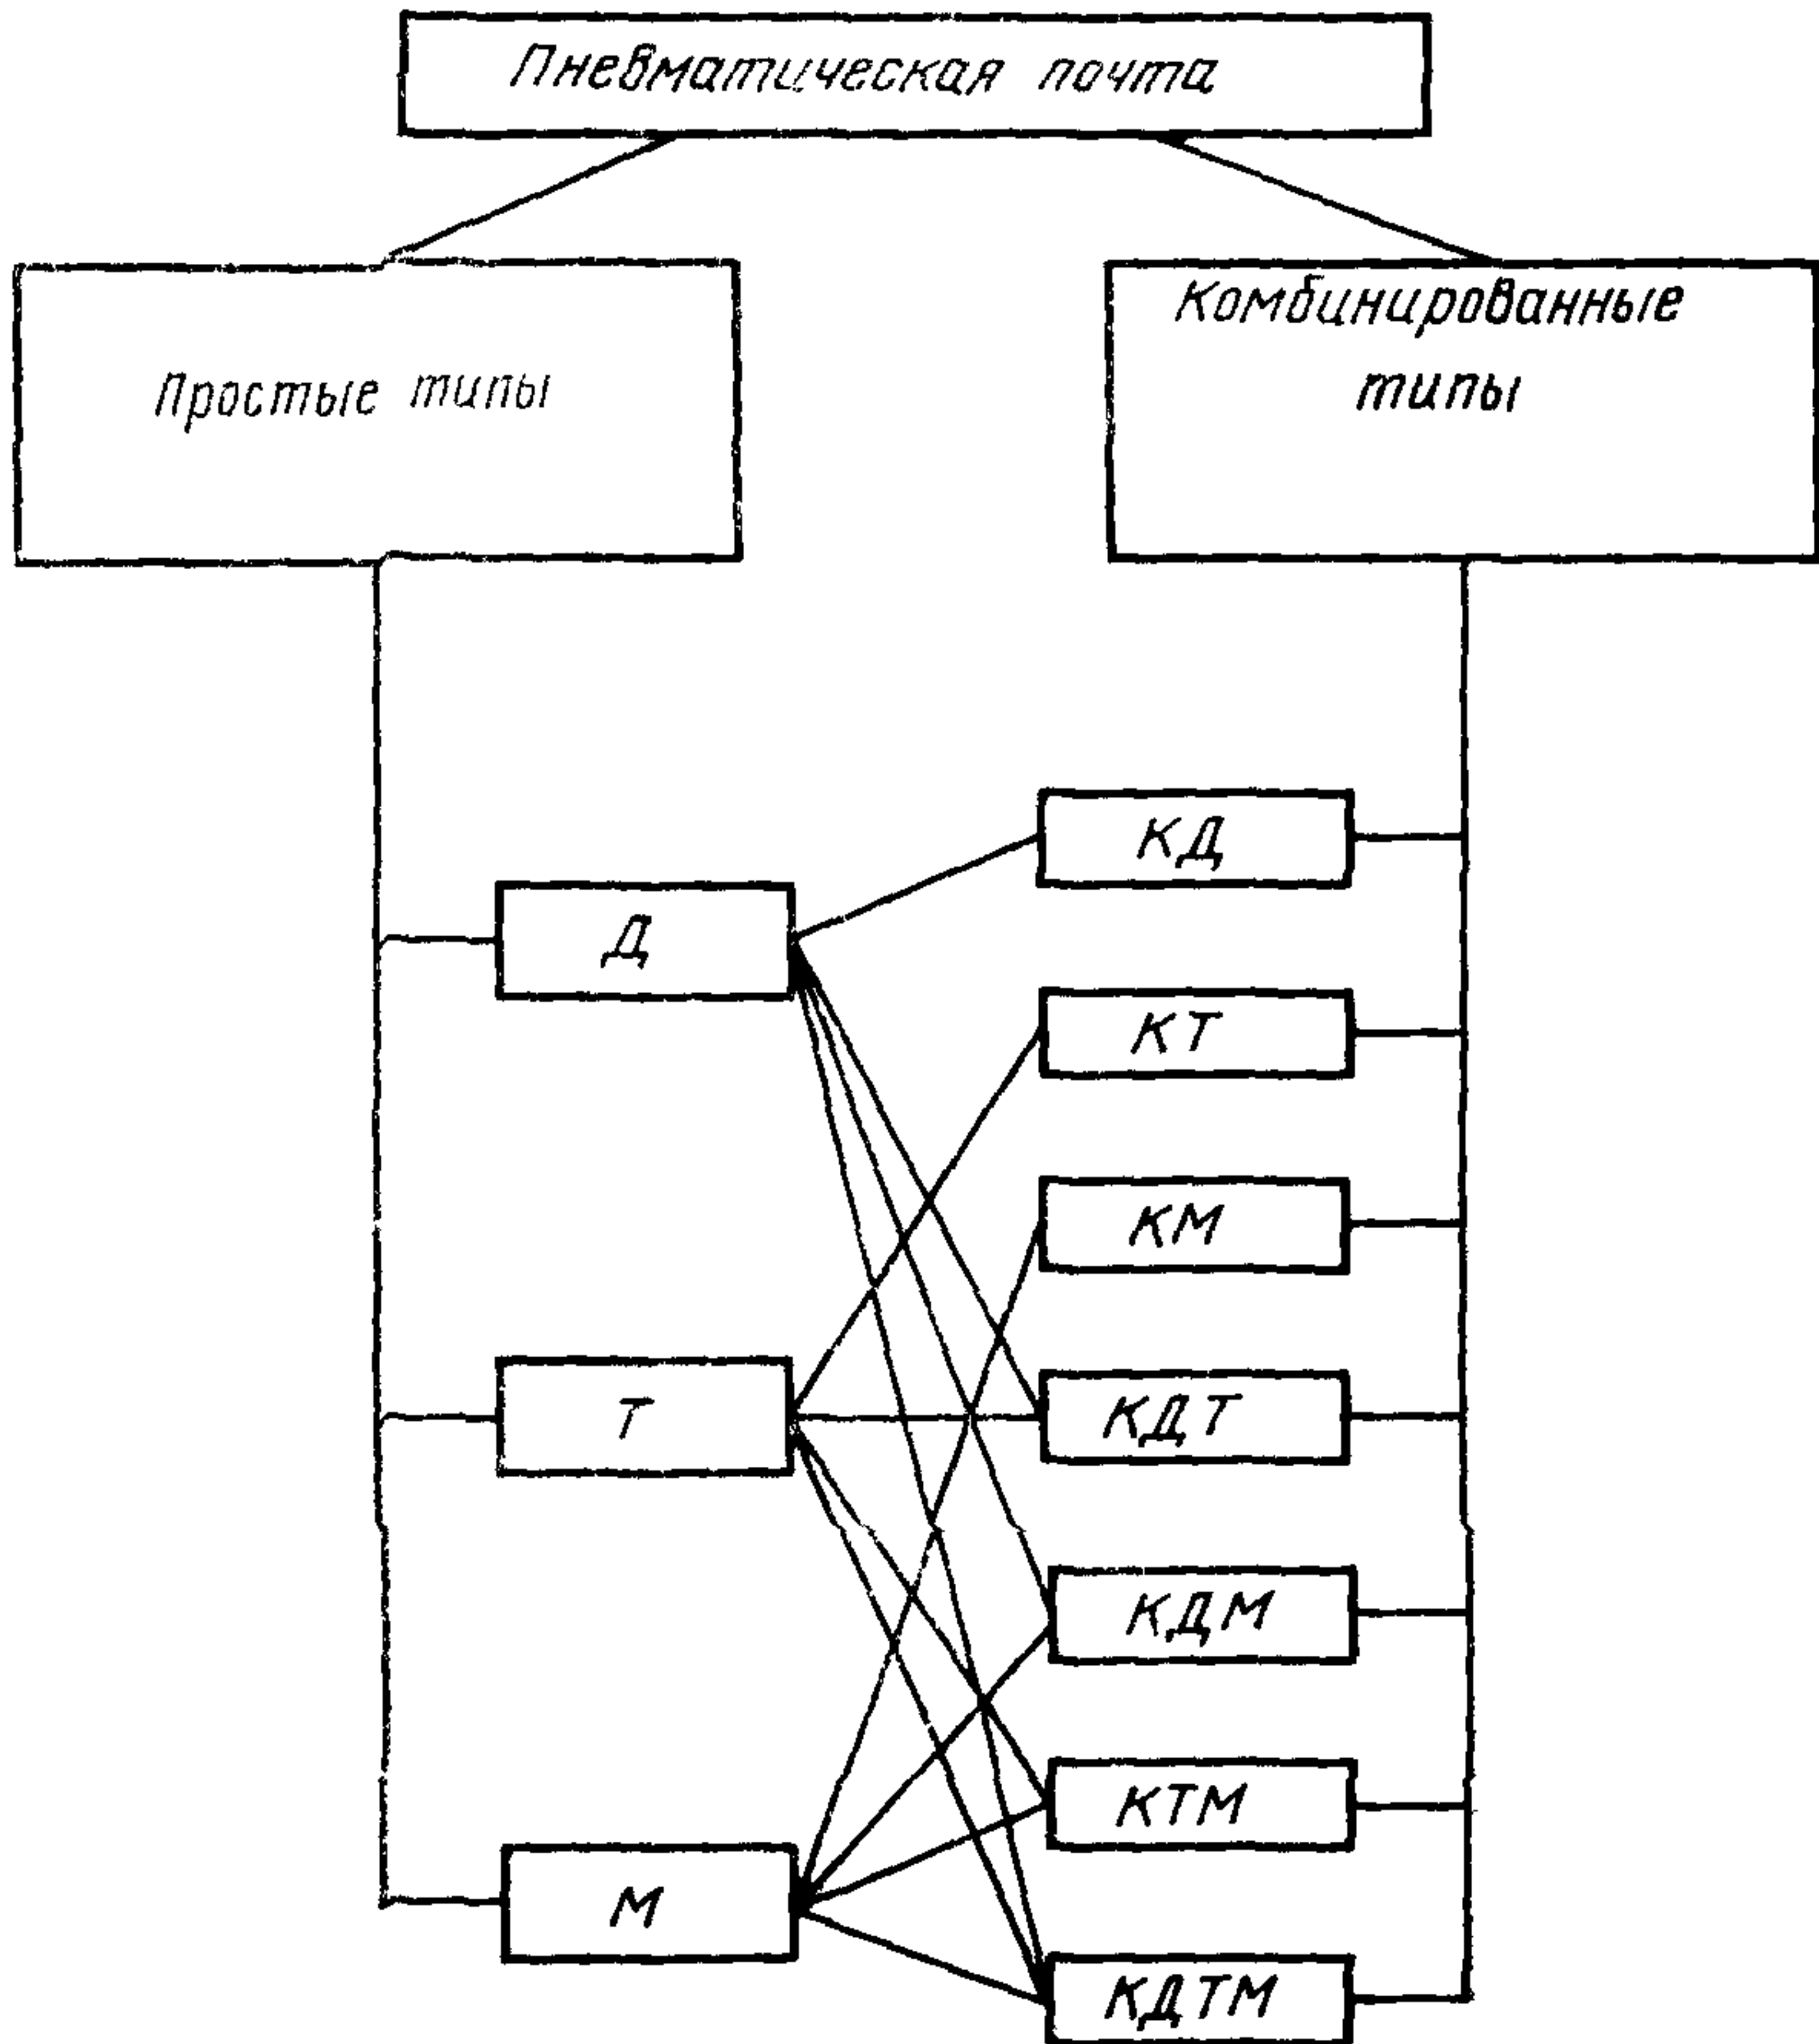 Пневматическая почта
Простые типы
Комбинированные
типы
КД
Д
КТ
КМ
Т
КДТ
КДМ
КТМ
М
КДТМ